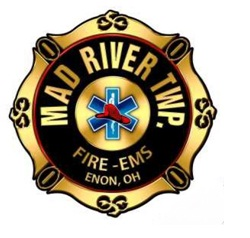 MAD RIVER TWP.
FIRE -EMS
ENON, OH